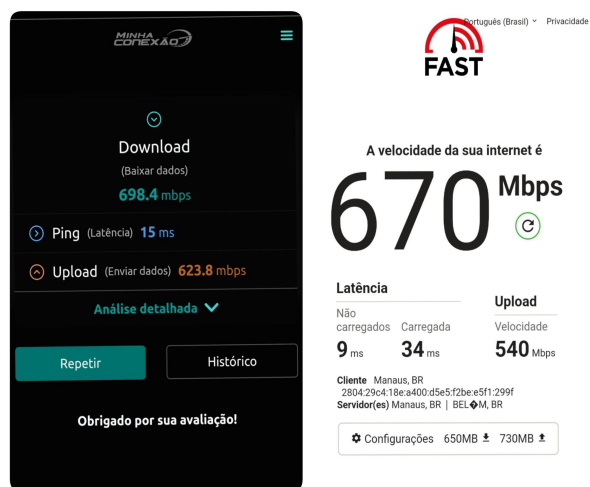 MINHA
CONEXÃO
Download
(Baixar dados)
698.4 mbps
Ping (Latência) 15 ms
Upload (Enviar dados) 623.8 mbps
Análise detalhada
Repetir
Histórico
Obrigado por sua avaliação!
Português (Brasil)
Privacidade
FAST
A velocidade da sua internet é
670 Mbps
Latência
Não
carregados
9 ms
Carregada
34 ms
Upload
Velocidade
540 Mbps
Cliente Manaus, BR
2804:29c4:18e:a400:d5e5:f2be:e5f1:299f
Servidor(es) Manaus, BR | BEL�M, BR
Configurações 650MB 730MB